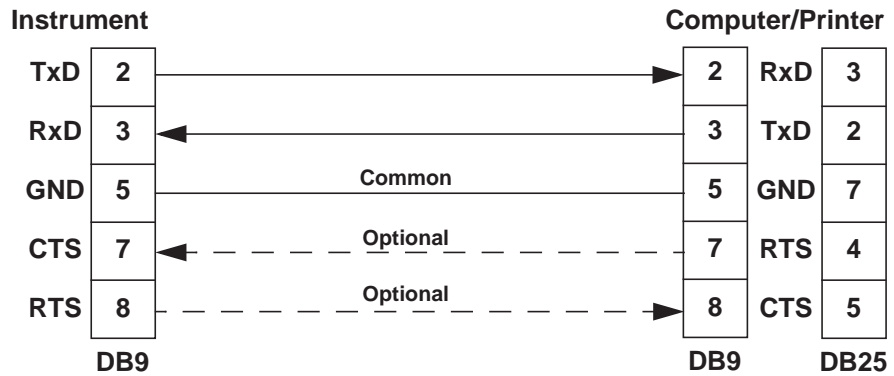 Instrument Computer/Printer
TxD 2 2 RxD 3
RxD 3 3 TxD 2
GND 5 Common 5 GND 7
CTS 7 Optional 7 RTS 4
RTS 8 Optional 8 CTS 5
DB9 DB9 DB25